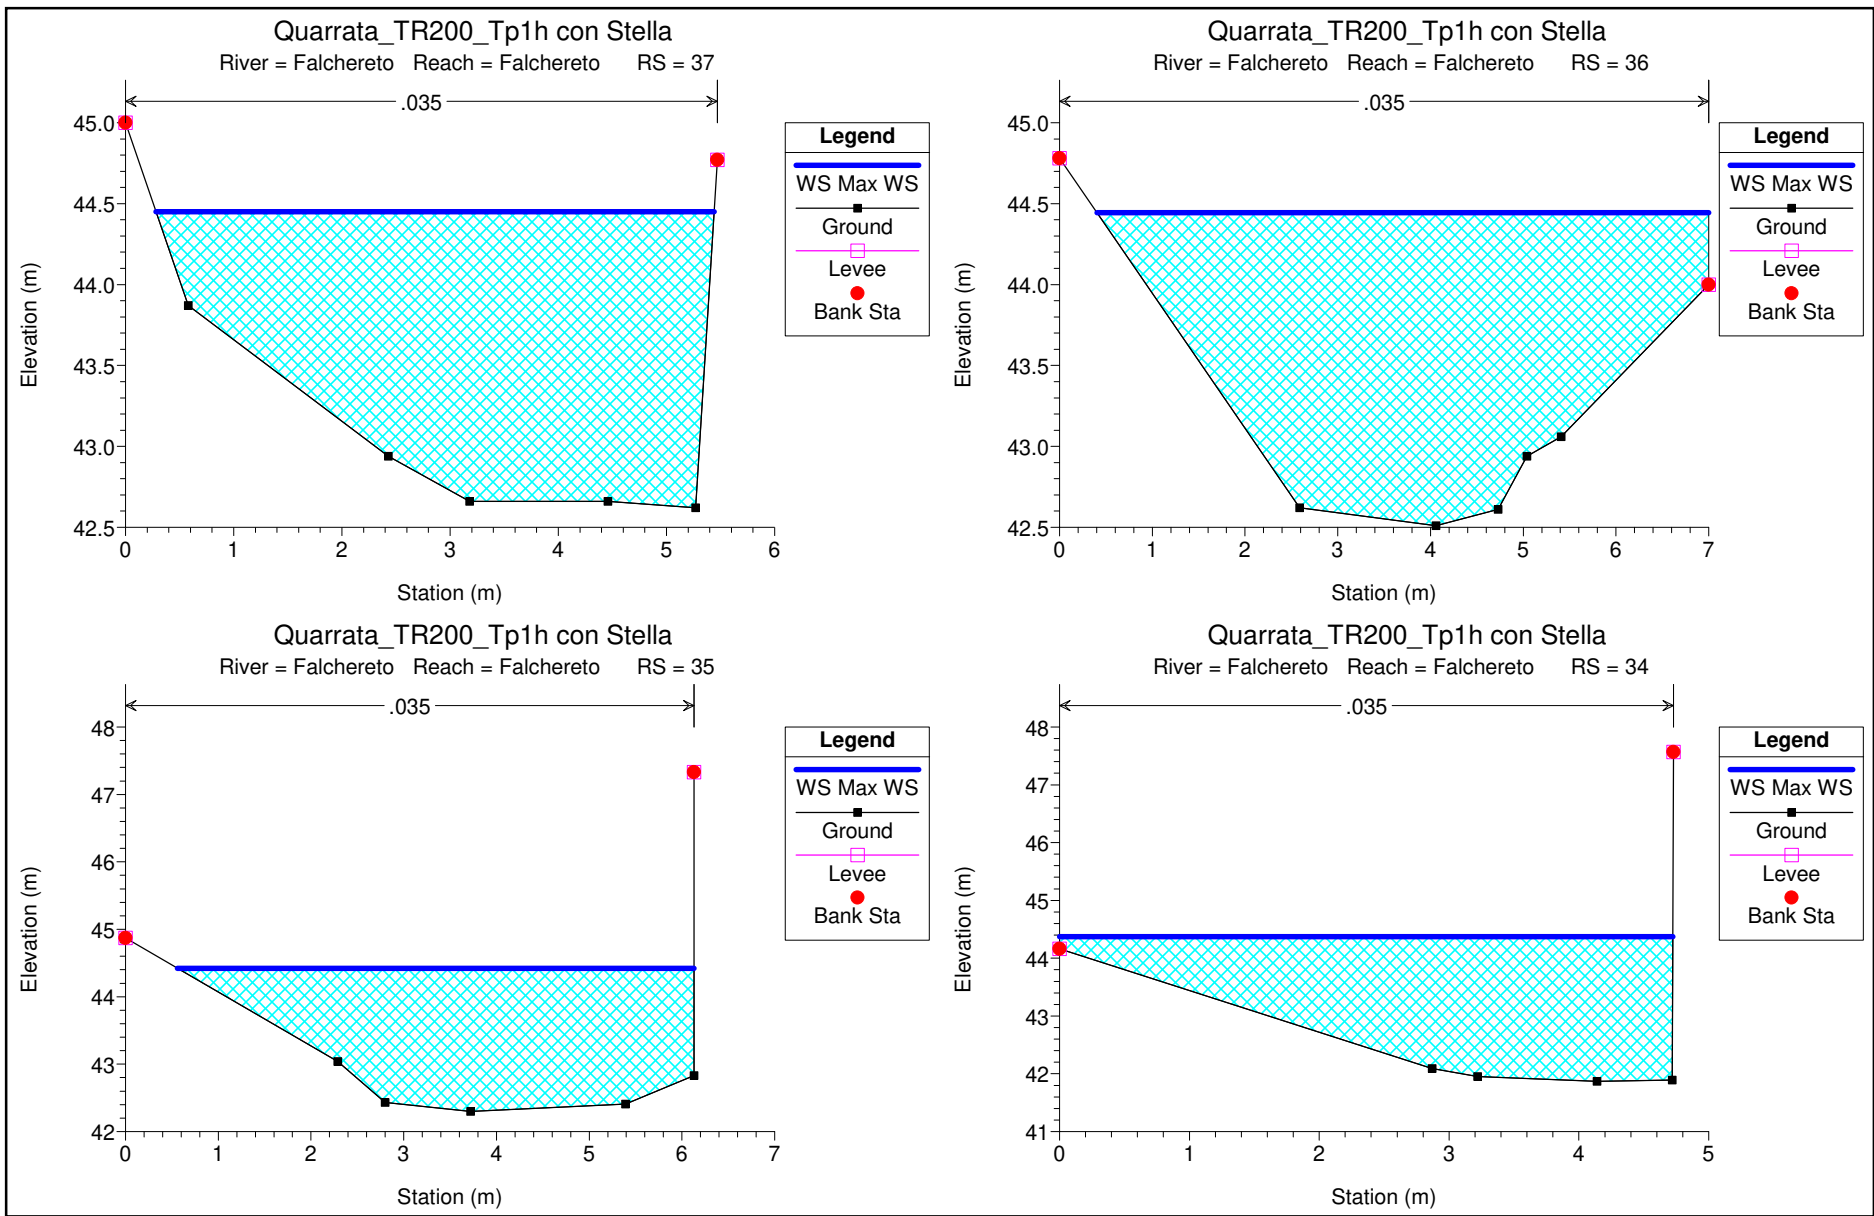 Quarrata_TR200_Tp1h con Stella
River = Falchereto Reach = Falchereto RS = 37
.035
45.0
44.5
44.0
43.5
43.0
42.5
Elevation (m)
0 1 2 3 4 5 6
Station (m)
Legend
WS Max WS
Ground
Levee
Bank Sta
Quarrata_TR200_Tp1h con Stella
River = Falchereto Reach = Falchereto RS = 36
.035
45.0
44.5
44.0
43.5
43.0
42.5
Elevation (m)
0 1 2 3 4 5 6 7
Station (m)
Legend
WS Max WS
Ground
Levee
Bank Sta
Quarrata_TR200_Tp1h con Stella
River = Falchereto Reach = Falchereto RS = 35
.035
48
47
46
45
44
43
42
Elevation (m)
0 1 2 3 4 5 6 7
Station (m)
Legend
WS Max WS
Ground
Levee
Bank Sta
Quarrata_TR200_Tp1h con Stella
River = Falchereto Reach = Falchereto RS = 34
.035
48
47
46
45
44
43
42
41
Elevation (m)
0 1 2 3 4 5
Station (m)
Legend
WS Max WS
Ground
Levee
Bank Sta